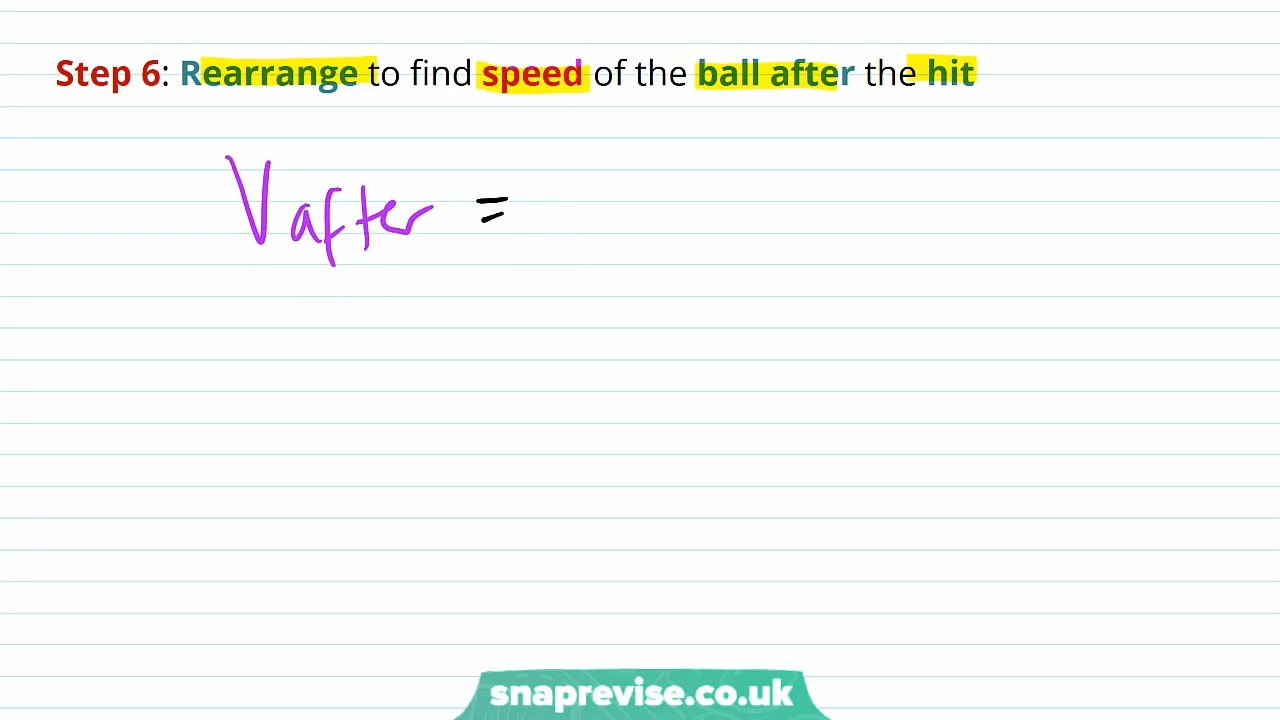 Step 6: Rearrange to find speed of the ball after the hit
Vafter =
snaprevise.co.uk